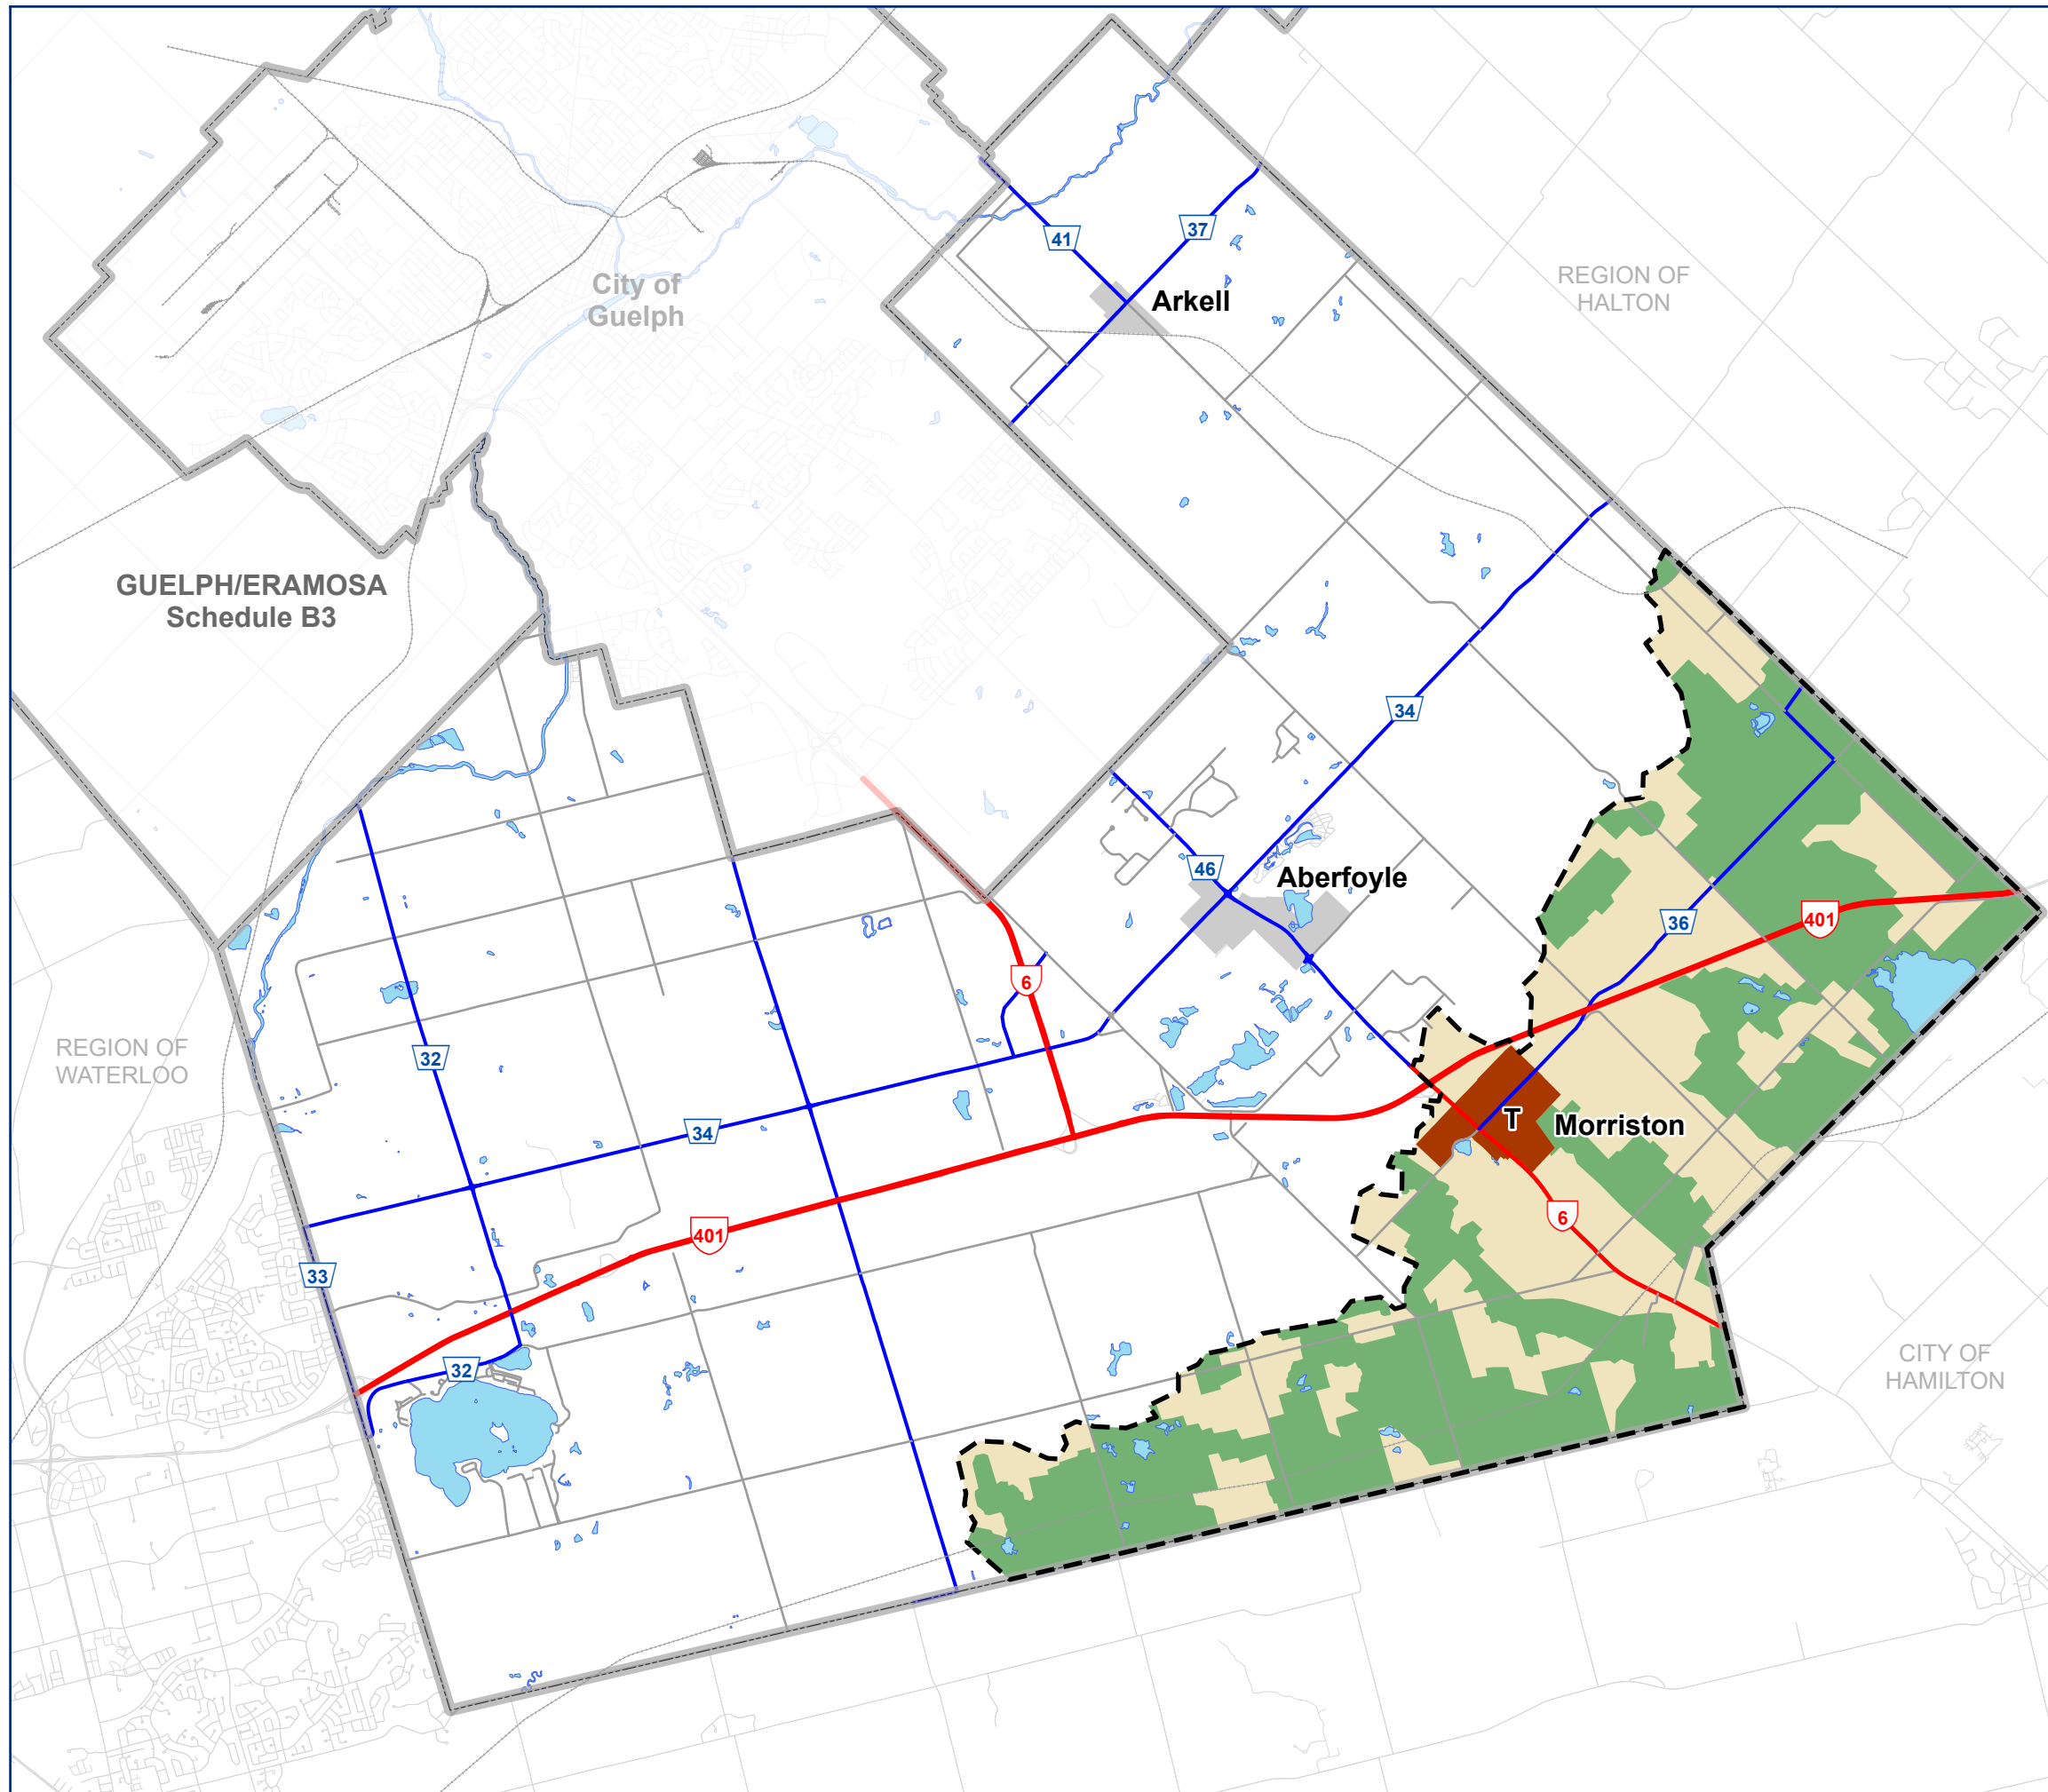 41
37
Arkell
REGION OF
HALTON
City of
Guelph
GUELPH/ERAMOSA
Schedule B3
34
46
Aberfoyle
36
401
6
REGION OF
WATERLOO
32
34
T
Morriston
6
401
33
32
CITY OF
HAMILTON